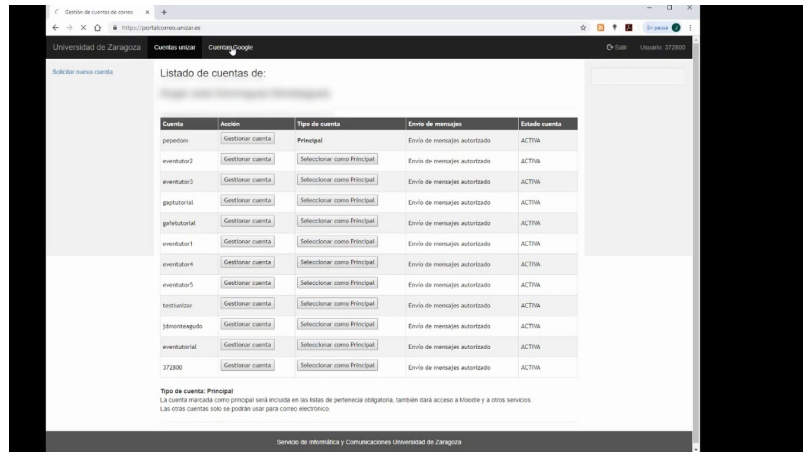 Gestión de cuentas de correo
https://portalcorreo.unizar.es
En pausa
Universidad de Zaragoza Cuentas unizar Cuentas Google Salir Usuario: 372800
Solicitar nueva cuenta
Listado de cuentas de:
Cuenta Acción Tipo de cuenta Envío de mensajes Estado cuenta
pepedom Gestionar cuenta Principal Envío de mensajes autorizado ACTIVA
eventutor2 Gestionar cuenta Seleccionar como Principal Envío de mensajes autorizado ACTIVA
eventutor3 Gestionar cuenta Seleccionar como Principal Envío de mensajes autorizado ACTIVA
gaptutorial Gestionar cuenta Seleccionar como Principal Envío de mensajes autorizado ACTIVA
gafetutorial Gestionar cuenta Seleccionar como Principal Envío de mensajes autorizado ACTIVA
eventutor1 Gestionar cuenta Seleccionar como Principal Envío de mensajes autorizado ACTIVA
eventutor4 Gestionar cuenta Seleccionar como Principal Envío de mensajes autorizado ACTIVA
eventutor5 Gestionar cuenta Seleccionar como Principal Envío de mensajes autorizado ACTIVA
testiunizar Gestionar cuenta Seleccionar como Principal Envío de mensajes autorizado ACTIVA
jdmonteagudo Gestionar cuenta Seleccionar como Principal Envío de mensajes autorizado ACTIVA
eventutorial Gestionar cuenta Seleccionar como Principal Envío de mensajes autorizado ACTIVA
372800 Gestionar cuenta Seleccionar como Principal Envío de mensajes autorizado ACTIVA
Tipo de cuenta: Principal
La cuenta marcada como principal será incluida en las listas de pertenecia obligatoria, también dará acceso a Moodle y a otros servicios.
Las otras cuentas solo se podrán usar para correo electrónico.
Servicio de Informática y Comunicaciones Universidad de Zaragoza